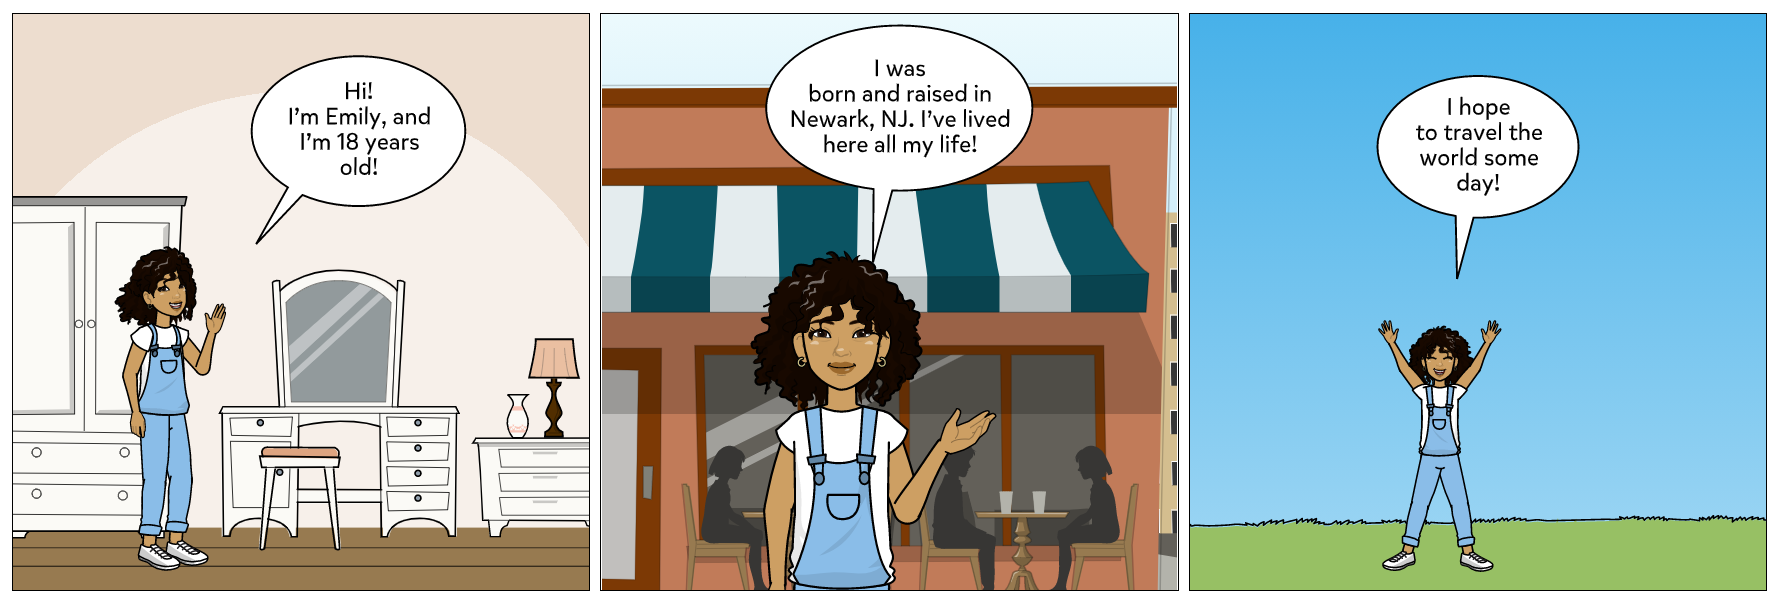 Hi!
I'm Emily, and
I'm 18 years
old!
I was
born and raised in
Newark, NJ. I've lived
here all my life!
I hope
to travel the
world some
day!